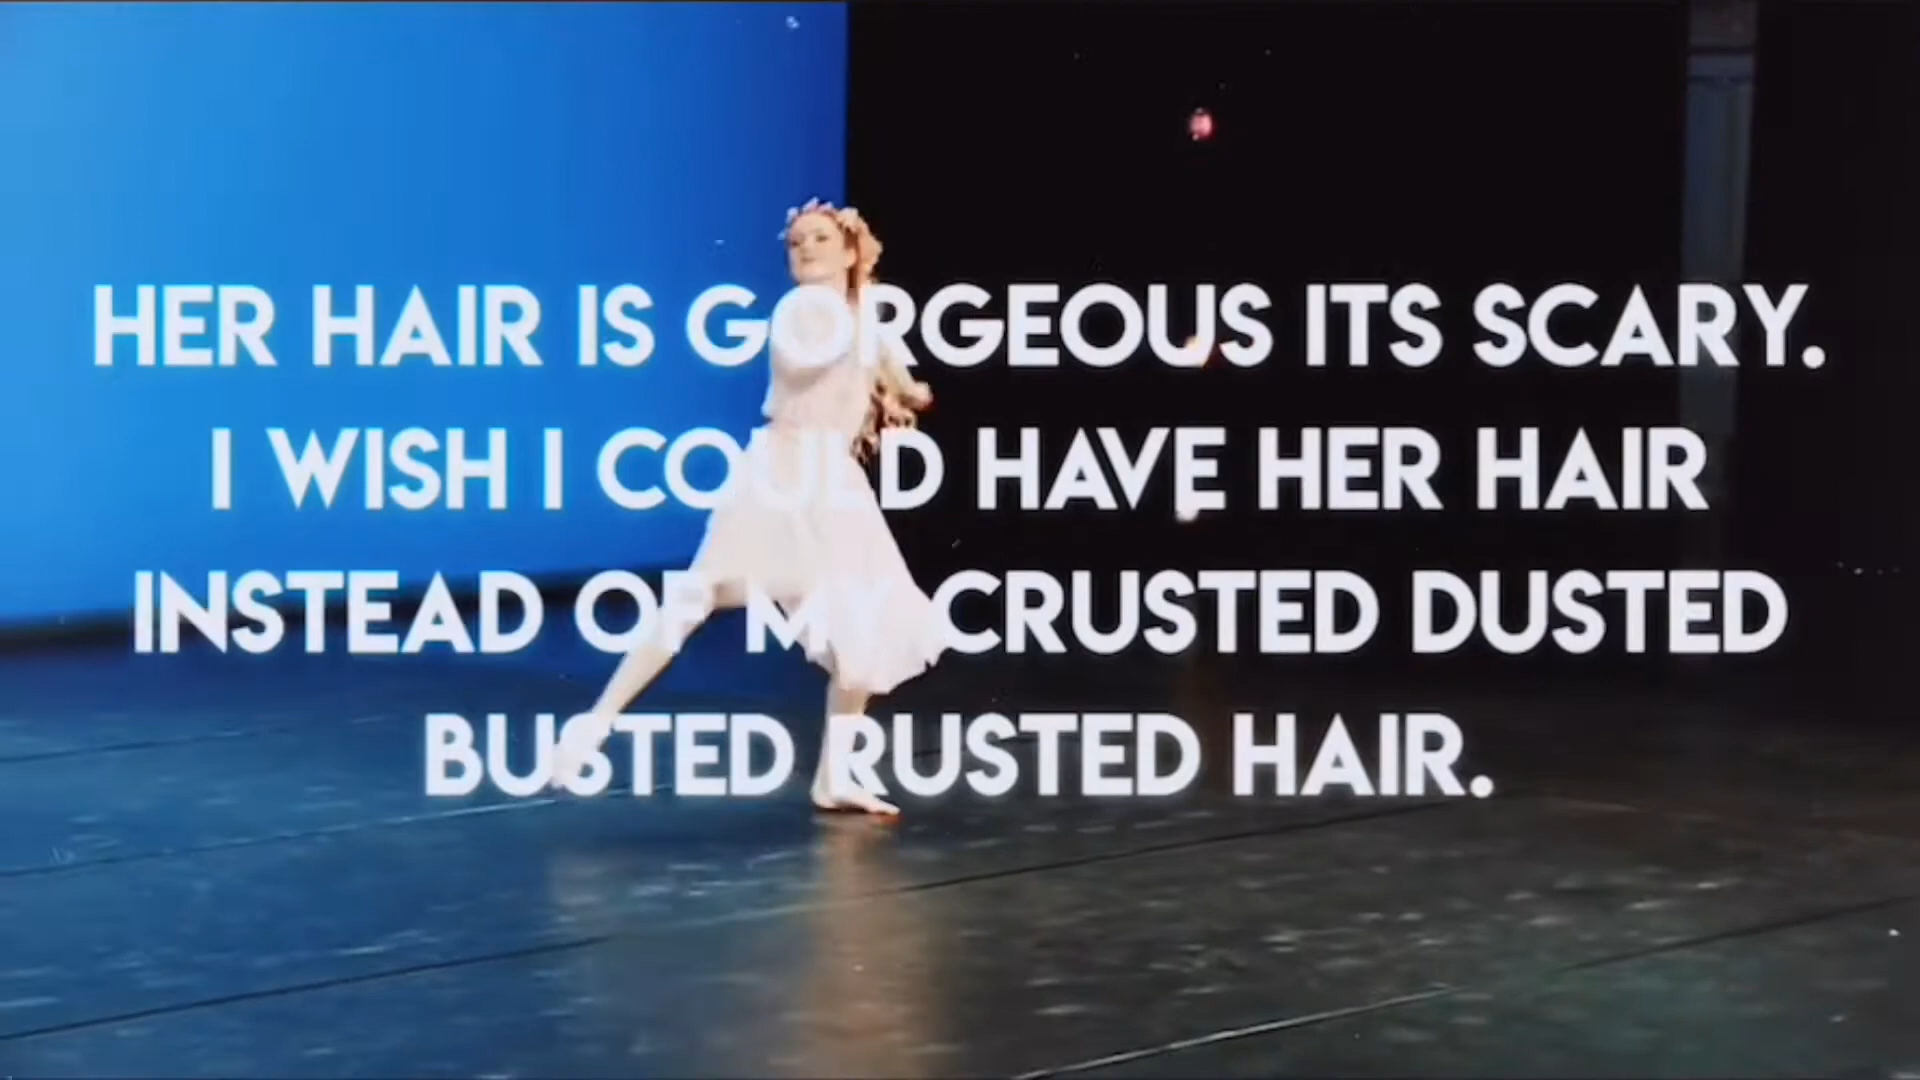 HER HAIR IS GORGEOUS ITS SCARY.
I WISH I COULD HAVE HER HAIR
INSTEAD OF MY CRUSTED DUSTED
BUSTED RUSTED HAIR.